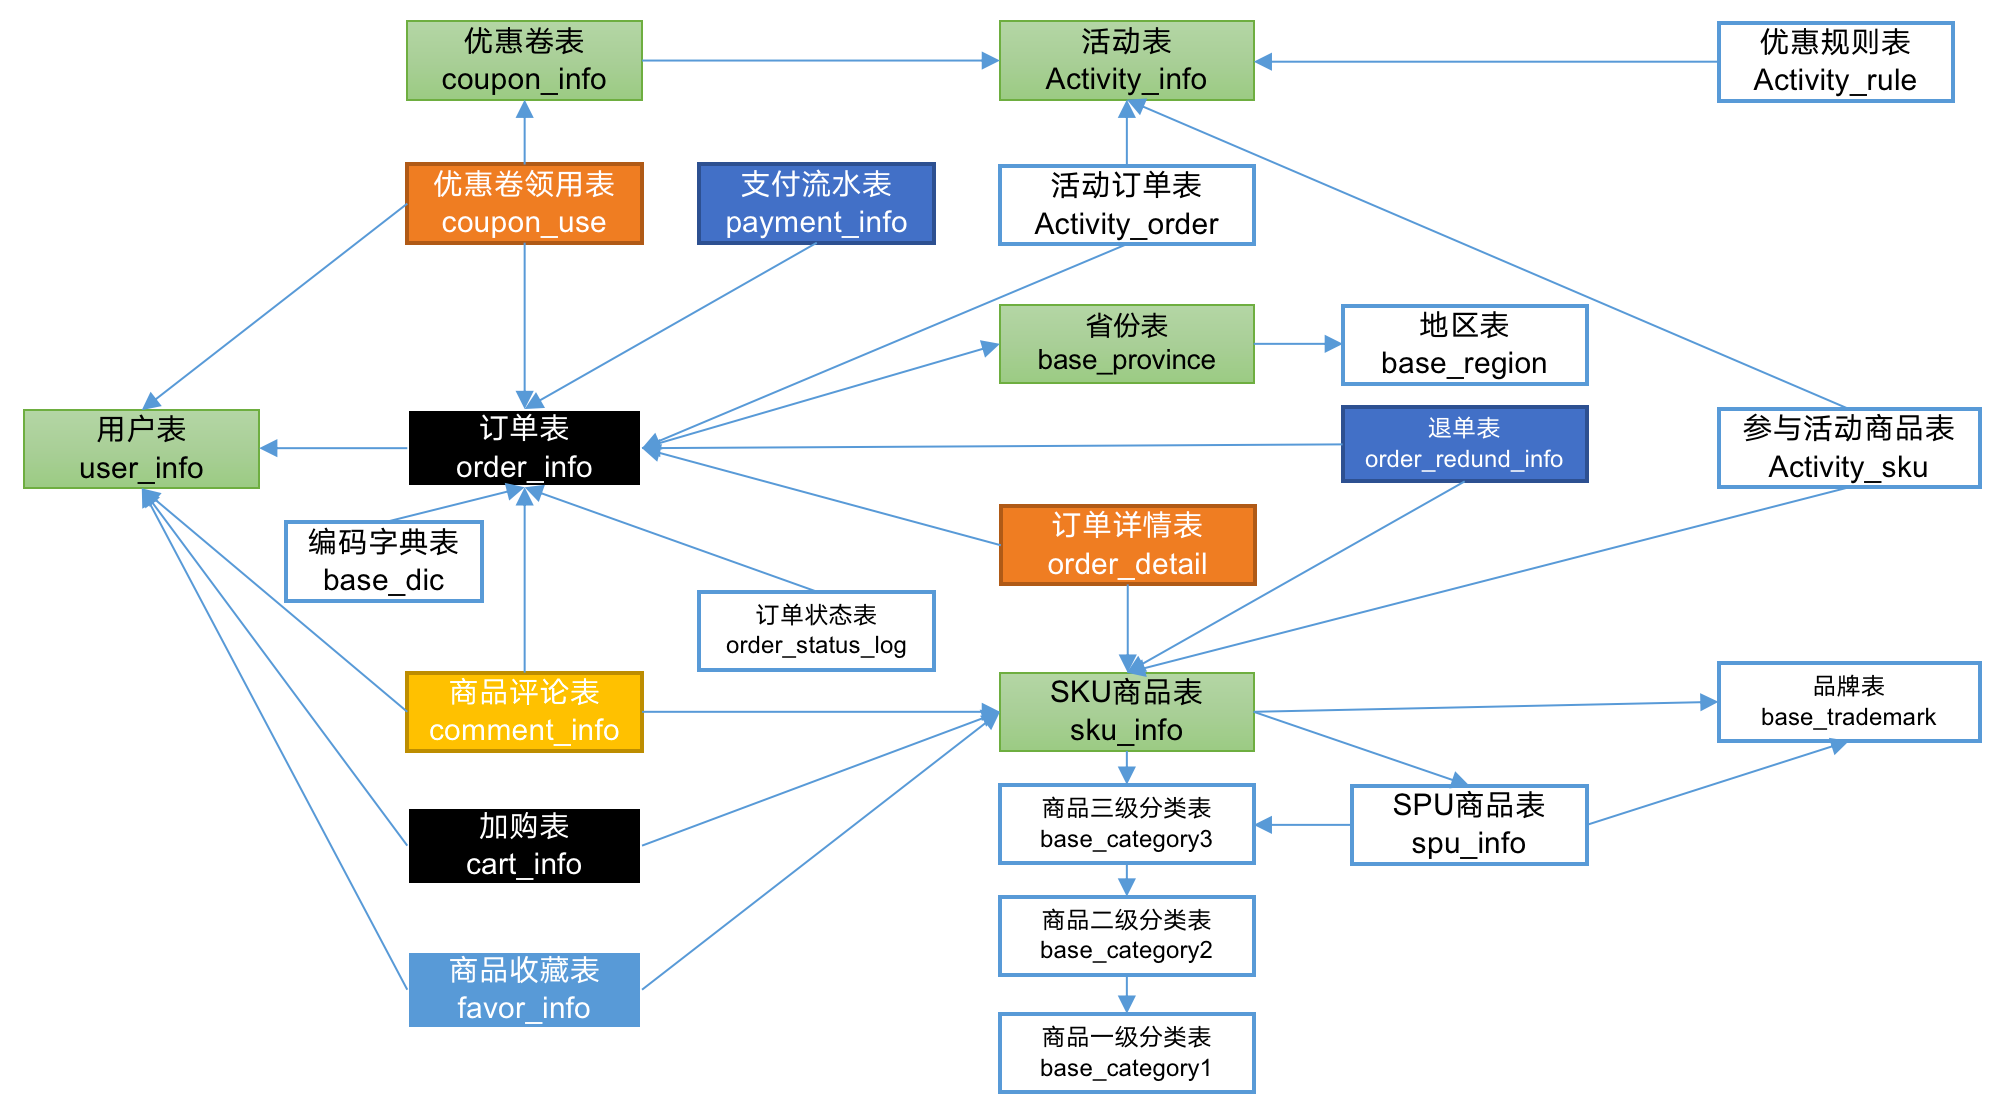 优惠卷表
coupon_info
活动表
Activity_info
优惠规则表
Activity_rule
优惠卷领用表
coupon_use
支付流水表
payment_info
活动订单表
Activity_order
省份表
base_province
地区表
base_region
用户表
user_info
订单表
order_info
退单表
order_redund_info
参与活动商品表
Activity_sku
编码字典表
base_dic
订单详情表
order_detail
订单状态表
order_status_log
商品评论表
comment_info
SKU商品表
sku_info
品牌表
base_trademark
加购表
cart_info
商品三级分类表
base_category3
SPU商品表
spu_info
商品二级分类表
base_category2
商品收藏表
favor_info
商品一级分类表
base_category1